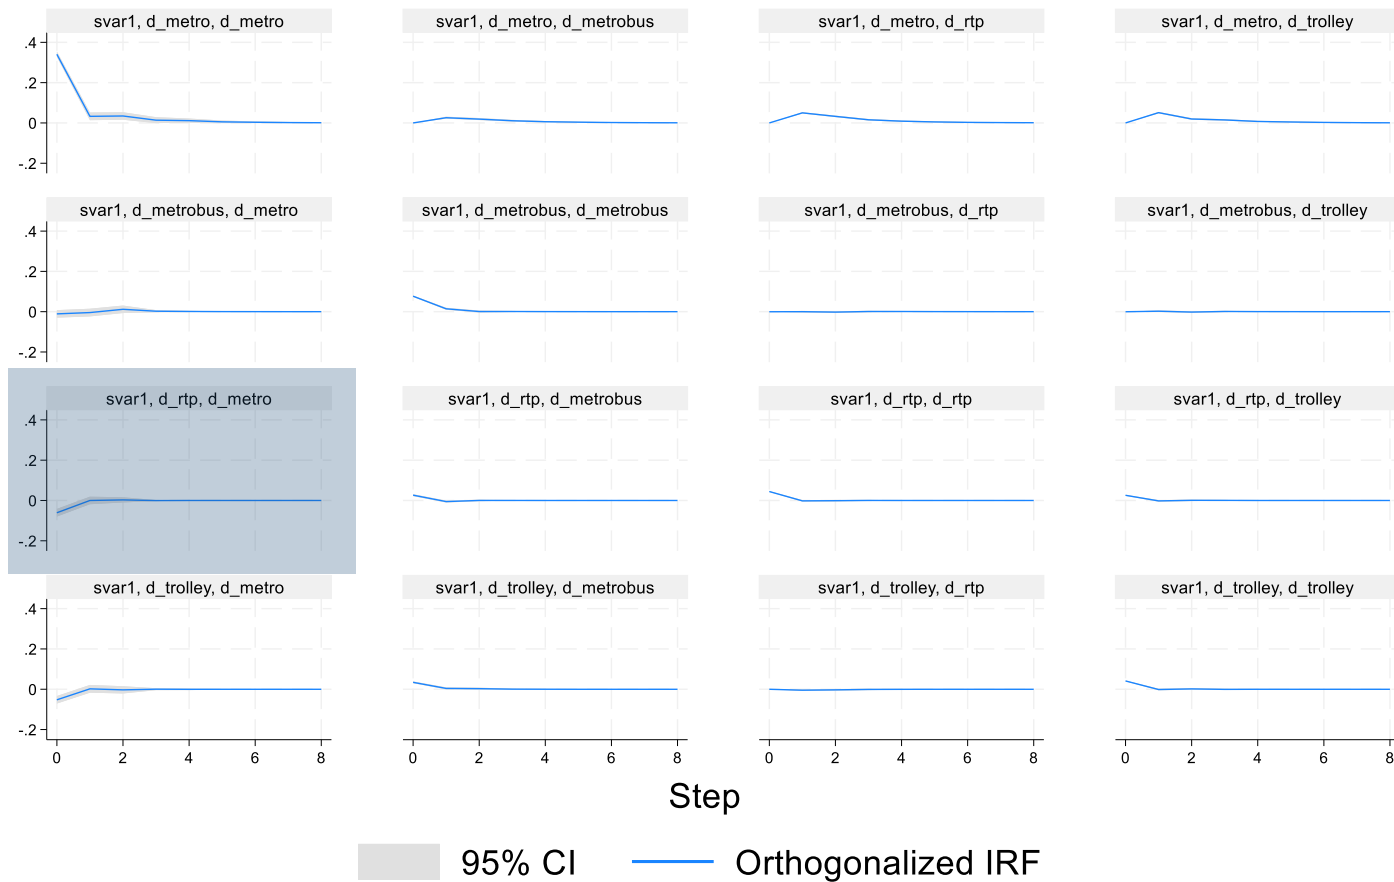 svar1, d_metro, d_metro
svar1, d_metro, d_metrobus
svar1, d_metro, d_rtp
svar1, d_metro, d_trolley
.4
.2
0
-.2
svar1, d_metrobus, d_metro
svar1, d_metrobus, d_metrobus
svar1, d_metrobus, d_rtp
svar1, d_metrobus, d_trolley
.4
.2
0
-.2
svar1, d_rtp, d_metro
svar1, d_rtp, d_metrobus
svar1, d_rtp, d_rtp
svar1, d_rtp, d_trolley
.4
.2
0
-.2
svar1, d_trolley, d_metro
svar1, d_trolley, d_metrobus
svar1, d_trolley, d_rtp
svar1, d_trolley, d_trolley
.4
.2
0
-.2
0 2 4 6 8
0 2 4 6 8
0 2 4 6 8
0 2 4 6 8
Step
95% CI
Orthogonalized IRF